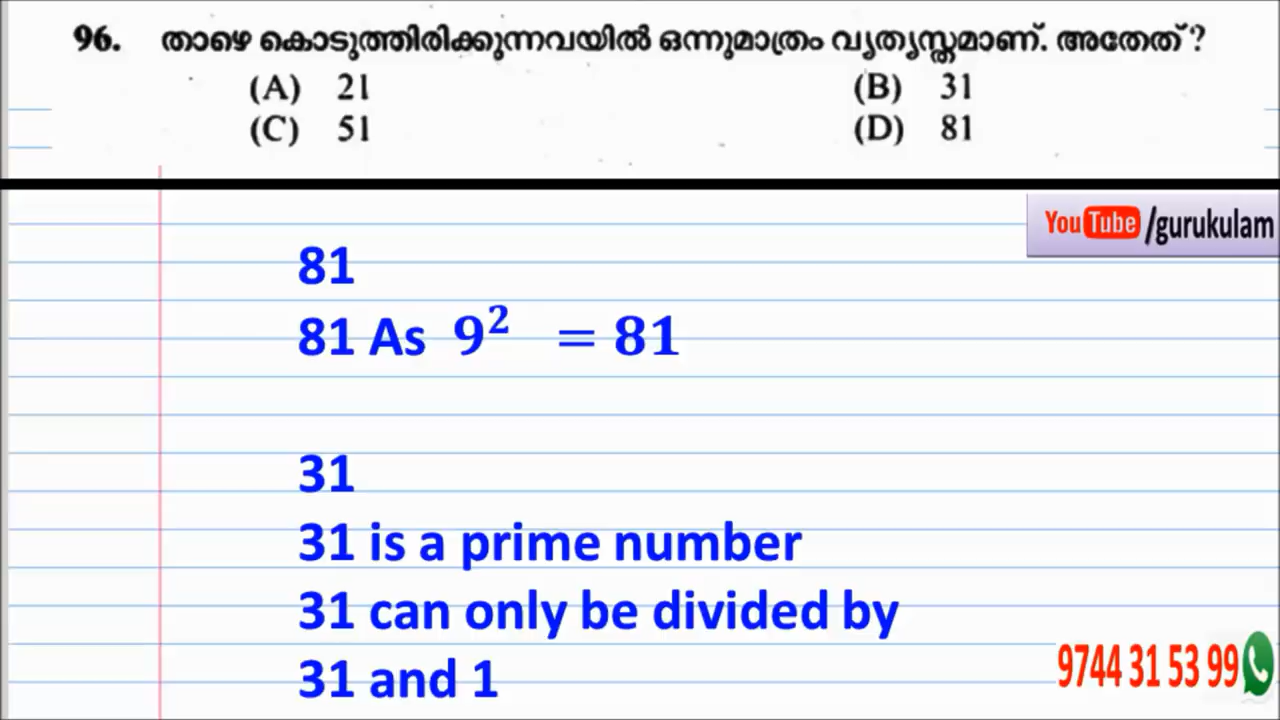 96. താഴെ കൊടുത്തിരിക്കുന്നവയിൽ ഒന്നുമാത്രം വ്യത്യസ്തമാണ്. അതേത് ?
(A) 21 (B) 31
(C) 51 (D) 81
YouTube/gurukulam
81
81 As 9² = 81
31
31 is a prime number
31 can only be divided by
31 and 1
9744 31 53 99